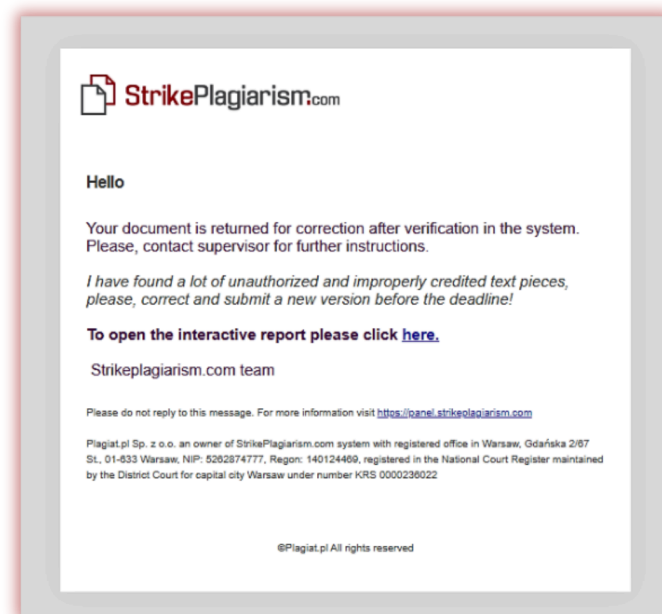 StrikePlagiarism.com
Hello
Your document is returned for correction after verification in the system.
Please, contact supervisor for further instructions.
I have found a lot of unauthorized and improperly credited text pieces,
please, correct and submit a new version before the deadline!
To open the interactive report please click here.
Strikeplagiarism.com team
Please do not reply to this message. For more information visit https://panel.strikeplagiarism.com
Plagiat.pl Sp. z o.o. an owner of StrikePlagiarism.com system with registered office in Warsaw, Gdańska 2/67
St., 01-633 Warsaw, NIP: 5262874777, Regon: 140124469, registered in the National Court Register maintained
by the District Court for capital city Warsaw under number KRS 0000236022
©Plagiat.pl All rights reserved